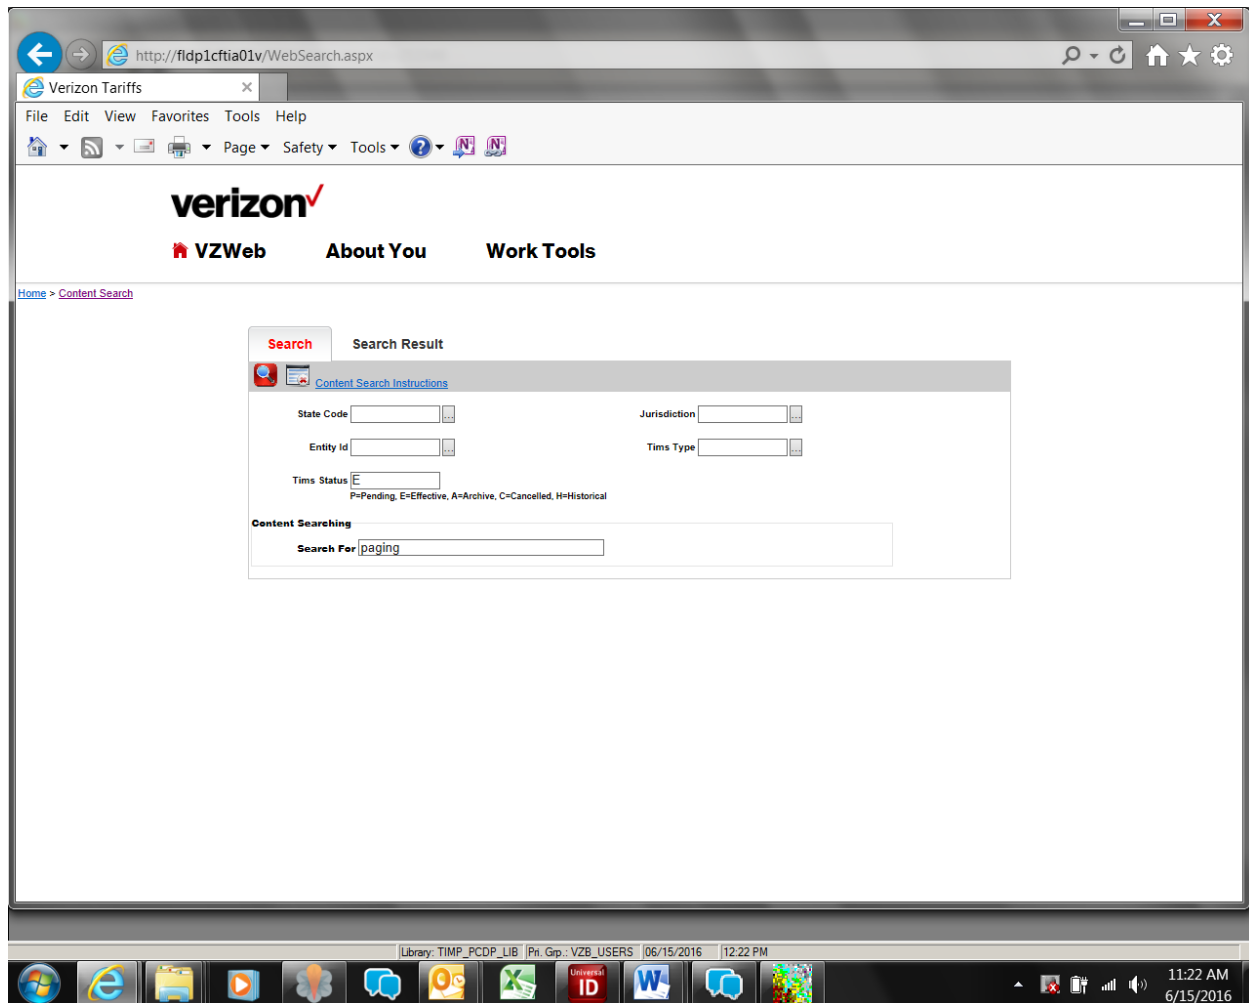 http://fldp1cftia01v/WebSearch.aspx
Verizon Tariffs
File Edit View Favorites Tools Help
Page Safety Tools
verizon
VZWeb About You Work Tools
Home > Content Search
Search Search Result
Content Search Instructions
State Code ... Jurisdiction ...
Entity Id ... Tims Type ...
Tims Status E
P=Pending, E=Effective, A=Archive, C=Cancelled, H=Historical
Content Searching
Search For paging
Library: TIMP_PCDP_LIB Pri. Grp.: VZB_USERS 06/15/2016 12:22 PM
Universal
ID
11:22 AM
6/15/2016